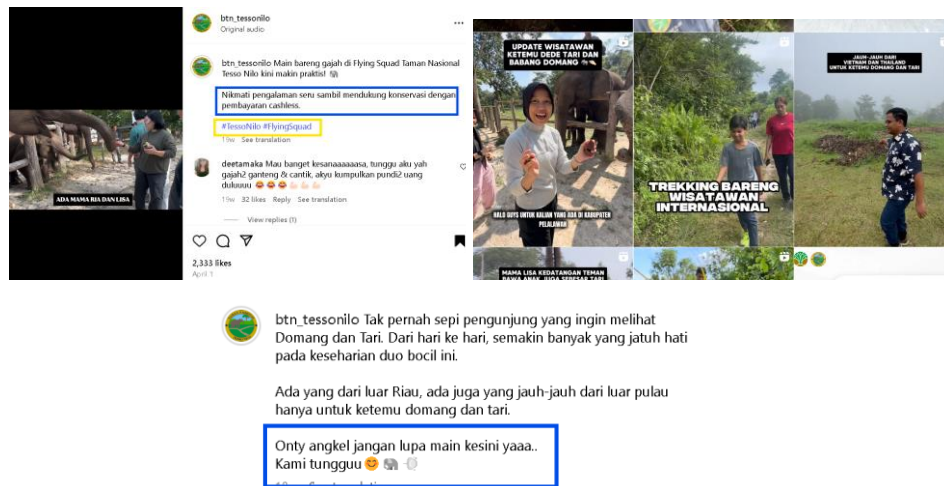 btn_tessonilo
Original audio
btn_tessonilo Main bareng gajah di Flying Squad Taman Nasional
Tesso Nilo kini makin praktis!
Nikmati pengalaman seru sambil mendukung konservasi dengan
pembayaran cashless.
#TessoNilo #FlyingSquad
19w See translation
deetamaka Mau banget kesanaaaaaasa, tunggu aku yah
gajah2 ganteng & cantik, akyu kumpulkan pundi2 uang
duluuuu 😂😂😂💪🏻💪🏻💪🏻
19w 32 likes Reply See translation
View replies (1)
2,333 likes
April 1
ADA MAMA RIA DAN LISA
UPDATE WISATAWAN
KETEMU DEDE TARI DAN
BABANG DOMANG
HALO GUYS UNTUK KALIAN YANG ADA DI KABUPATEN
PELALAWAN
TREKKING BARENG
WISATAWAN
INTERNASIONAL
JAUH-JAUH DARI
VIETNAM DAN THAILAND
UNTUK KETEMU DOMANG DAN TARI
MAMA LISA KEDATANGAN TEMAN
BAWA ANAK JUGA SEBESAR TARI
btn_tessonilo Tak pernah sepi pengunjung yang ingin melihat
Domang dan Tari. Dari hari ke hari, semakin banyak yang jatuh hati
pada keseharian duo bocil ini.
Ada yang dari luar Riau, ada juga yang jauh-jauh dari luar pulau
hanya untuk ketemu domang dan tari.
Onty angkel jangan lupa main kesini yaaa..
Kami tungguu😊🐘